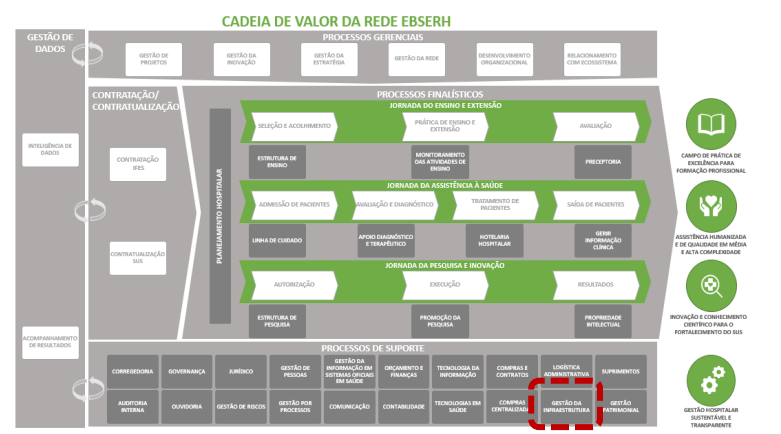 CADEIA DE VALOR DA REDE EBSERH
GESTÃO DE
DADOS
INTELIGÊNCIA DE
DADOS
ACOMPANHAMENTO
DE RESULTADOS
PROCESSOS GERENCIAIS
GESTÃO DE
PROJETOS
GESTÃO DA
INOVAÇÃO
GESTÃO DA
ESTRATÉGIA
GESTÃO DA REDE
DESENVOLVIMENTO
ORGANIZACIONAL
RELACIONAMENTO
COM ECOSSISTEMA
CONTRATAÇÃO/
CONTRATUALIZAÇÃO
CONTRATAÇÃO
IFES
CONTRATUALIZAÇÃO
SUS
PROCESSOS FINALÍSTICOS
PLANEJAMENTO HOSPITALAR
JORNADA DO ENSINO E EXTENSÃO
SELEÇÃO E ACOLHIMENTO
PRÁTICA DE ENSINO E
EXTENSÃO
AVALIAÇÃO
ESTRUTURA DE
ENSINO
MONITORAMENTO
DAS ATIVIDADES DE
ENSINO
PRECEPTORIA
JORNADA DA ASSISTÊNCIA À SAÚDE
ADMISSÃO DE PACIENTES
AVALIAÇÃO E DIAGNÓSTICO
TRATAMENTO DE
PACIENTES
SAÍDA DE PACIENTES
LINHA DE CUIDADO
APOIO DIAGNÓSTICO
E TERAPÊUTICO
HOTELARIA
HOSPITALAR
GERIR
INFORMAÇÃO
CLÍNICA
JORNADA DA PESQUISA E INOVAÇÃO
AUTORIZAÇÃO
EXECUÇÃO
RESULTADOS
ESTRUTURA DE
PESQUISA
PROMOÇÃO DA
PESQUISA
PROPRIEDADE
INTELECTUAL
PROCESSOS DE SUPORTE
CORREGEDORIA
GOVERNANÇA
JURÍDICO
GESTÃO DE
PESSOAS
GESTÃO DA
INFORMAÇÃO EM
SISTEMAS OFICIAIS
EM SAÚDE
ORÇAMENTO E
FINANÇAS
TECNOLOGIA DA
INFORMAÇÃO
COMPRAS E
CONTRATOS
LOGÍSTICA
ADMINISTRATIVA
SUPRIMENTOS
AUDITORIA
INTERNA
OUVIDORIA
GESTÃO DE RISCOS
GESTÃO POR
PROCESSOS
COMUNICAÇÃO
CONTABILIDADE
TECNOLOGIAS EM
SAÚDE
COMPRAS
CENTRALIZADA
GESTÃO DA
INFRAESTRUTURA
GESTÃO
PATRIMONIAL
CAMPO DE PRÁTICA DE
EXCELÊNCIA PARA
FORMAÇÃO PROFISSIONAL
ASSISTÊNCIA HUMANIZADA
E DE QUALIDADE EM MÉDIA
E ALTA COMPLEXIDADE
INOVAÇÃO E CONHECIMENTO
CIENTÍFICO PARA O
FORTALECIMENTO DO SUS
GESTÃO HOSPITALAR
SUSTENTÁVEL E
TRANSPARENTE